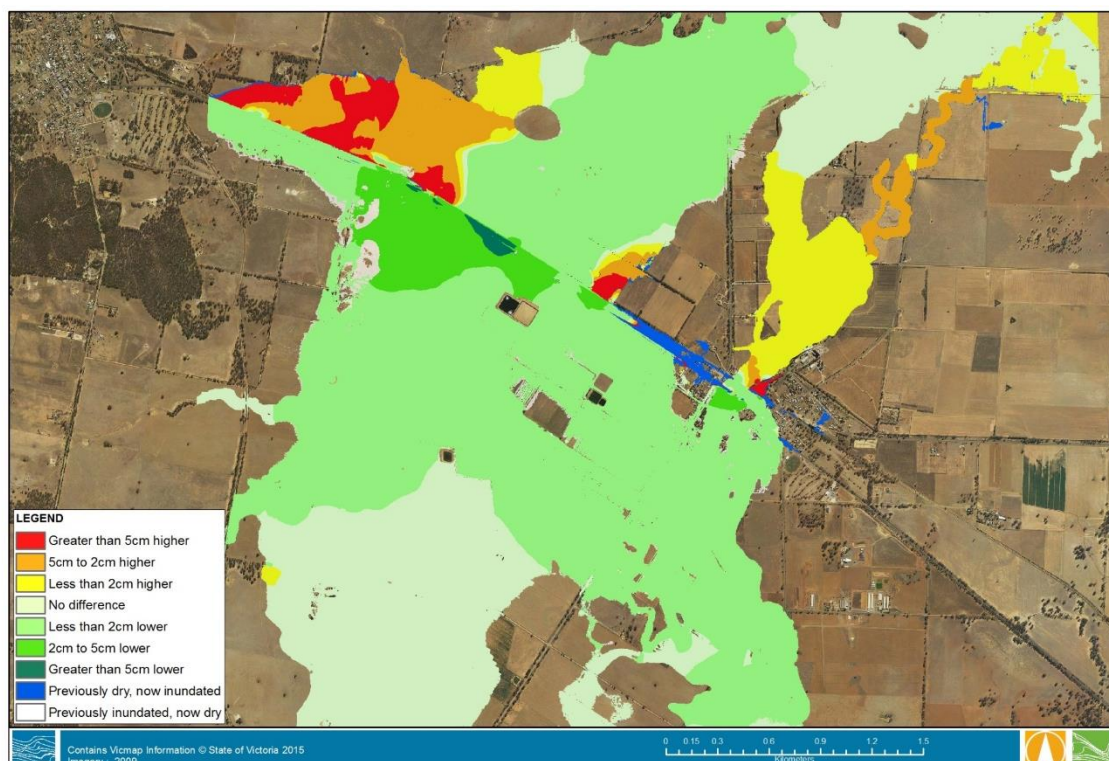 LEGEND
Greater than 5cm higher
5cm to 2cm higher
Less than 2cm higher
No difference
Less than 2cm lower
2cm to 5cm lower
Greater than 5cm lower
Previously dry, now inundated
Previously inundated, now dry
Contains Vicmap Information © State of Victoria 2015
Imagery - 2009
0 0.15 0.3 0.6 0.9 1.2 1.5
Kilometers